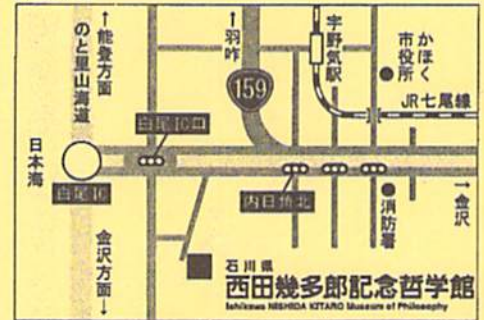 ←能登方面
のと里山海道
日本海
白尾IC
金沢方面→
白尾IC口
←羽咋
159
宇野気駅
かほく
市役所
JR七尾線
内日角北
消防署
→金沢
石川県
西田幾多郎記念哲学館
Ishikawa NISHIDA KITARO Museum of Philosophy